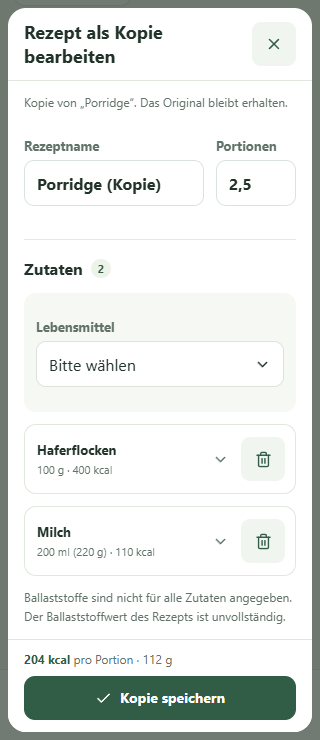 Rezept als Kopie
bearbeiten
Kopie von „Porridge“. Das Original bleibt erhalten.
Rezeptname
Portionen
Porridge (Kopie)
2,5
Zutaten 2
Lebensmittel
Bitte wählen
Haferflocken
100 g · 400 kcal
Milch
200 ml (220 g) · 110 kcal
Ballaststoffe sind nicht für alle Zutaten angegeben.
Der Ballaststoffwert des Rezepts ist unvollständig.
204 kcal pro Portion · 112 g
Kopie speichern